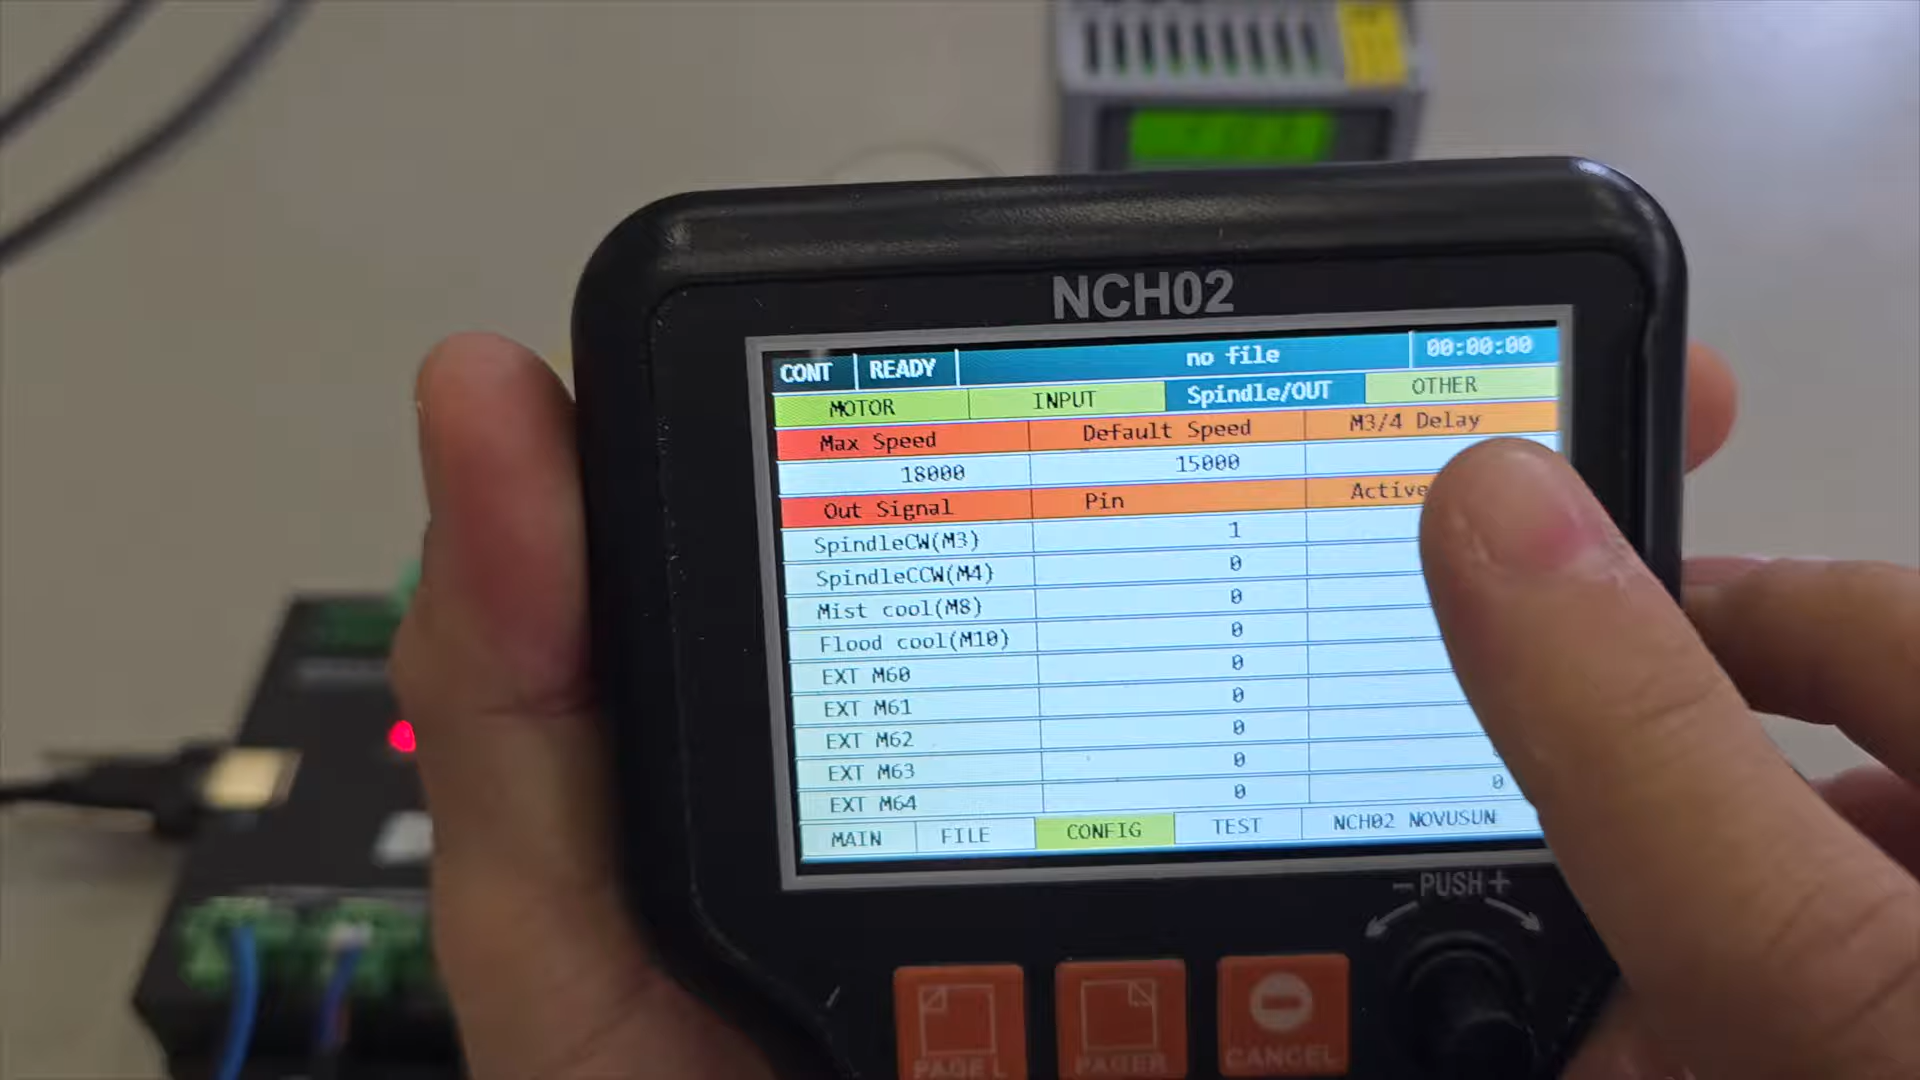 NCH02
CONT READY no file 00:00:00
MOTOR INPUT Spindle/OUT OTHER
Max Speed Default Speed M3/4 Delay
18000 15000
Out Signal Pin Active
SpindleCW(M3) 1
SpindleCCW(M4) 0
Mist cool(M8) 0
Flood cool(M10) 0
EXT M60 0
EXT M61 0
EXT M62 0
EXT M63 0
EXT M64 0 0
MAIN FILE CONFIG TEST NCH02 NOVUSUN
-PUSH+
PAGE L PAGE R CANCEL